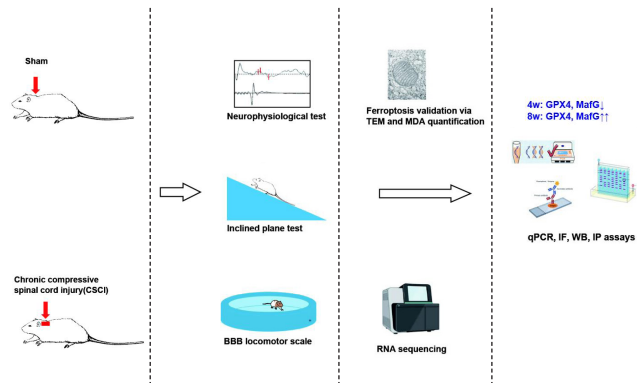 Sham
Chronic compressive
spinal cord injury(CSCI)
Neurophysiological test
Inclined plane test
BBB locomotor scale
Ferroptosis validation via
TEM and MDA quantification
RNA sequencing
4w: GPX4, MafG↓
8w: GPX4, MafG↑↑
qPCR, IF, WB, IP assays